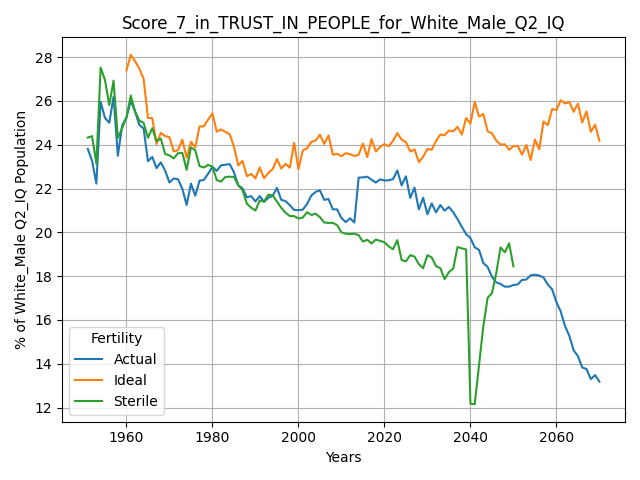 Score_7_in_TRUST_IN_PEOPLE_for_White_Male_Q2_IQ
% of White_Male Q2_IQ Population
28
26
24
22
20
18
16
14
12
Fertility
Actual
Ideal
Sterile
1960 1980 2000 2020 2040 2060
Years